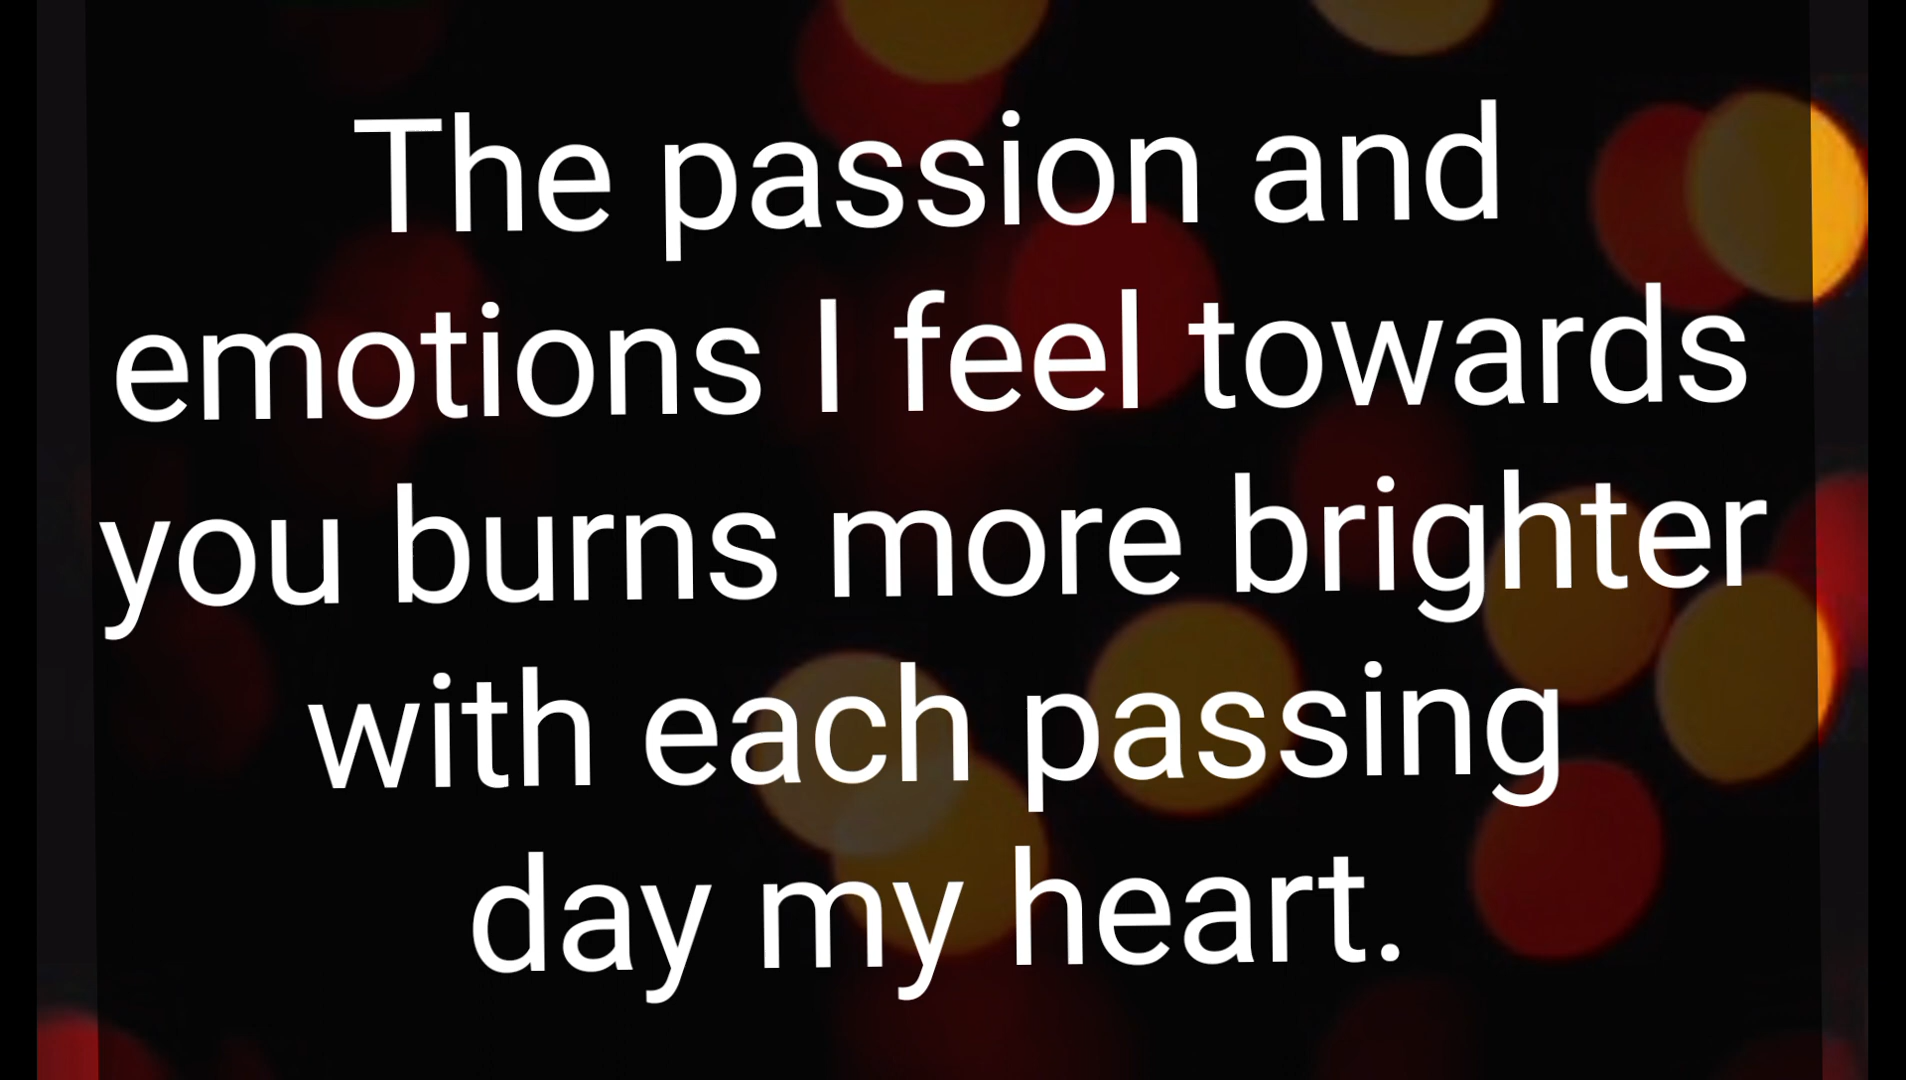 The passion and
emotions I feel towards
you burns more brighter
with each passing
day my heart.